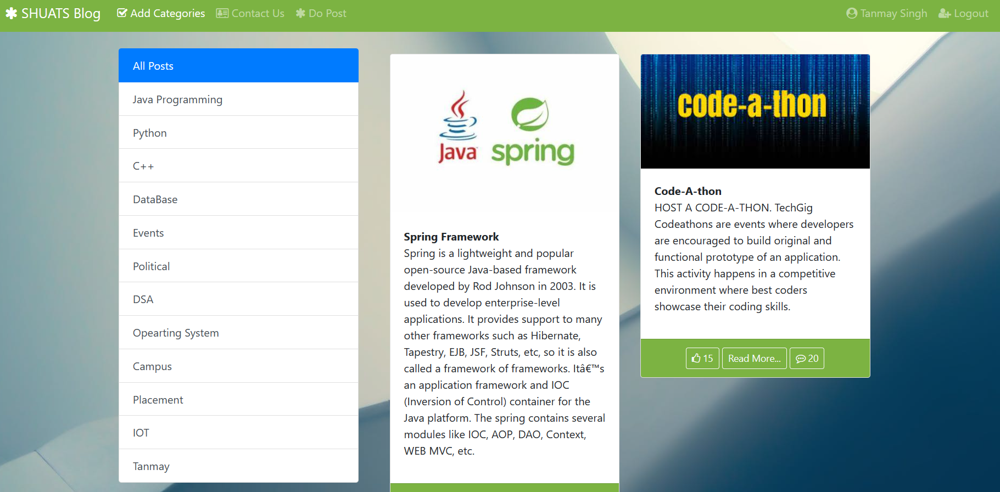 SHUATS Blog
Add Categories
Contact Us
Do Post
Tanmay Singh
Logout
All Posts
Java Programming
Python
C++
DataBase
Events
Political
DSA
Opearting System
Campus
Placement
IOT
Tanmay
Java
spring
Spring Framework
Spring is a lightweight and popular
open-source Java-based framework
developed by Rod Johnson in 2003. It is
used to develop enterprise-level
applications. It provides support to many
other frameworks such as Hibernate,
Tapestry, EJB, JSF, Struts, etc, so it is also
called a framework of frameworks. Itâ€™s
an application framework and IOC
(Inversion of Control) container for the
Java platform. The spring contains several
modules like IOC, AOP, DAO, Context,
WEB MVC, etc.
code-a-thon
Code-A-thon
HOST A CODE-A-THON. TechGig
Codeathons are events where developers
are encouraged to build original and
functional prototype of an application.
This activity happens in a competitive
environment where best coders
showcase their coding skills.
15
Read More...
20